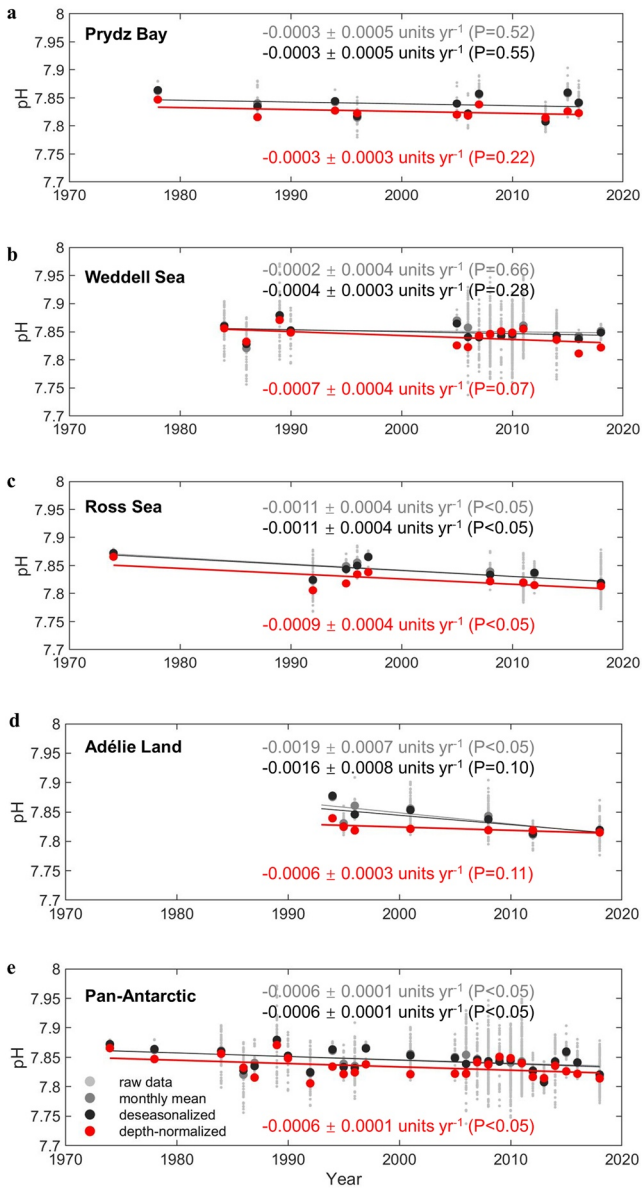 a
8
Prydz Bay
-0.0003 ± 0.0005 units yr⁻¹ (P=0.52)
-0.0003 ± 0.0005 units yr⁻¹ (P=0.55)
7.95
7.9
pH
7.85
7.8
7.75
-0.0003 ± 0.0003 units yr⁻¹ (P=0.22)
7.7
1970 1980 1990 2000 2010 2020
b
8
Weddell Sea
-0.0002 ± 0.0004 units yr⁻¹ (P=0.66)
-0.0004 ± 0.0003 units yr⁻¹ (P=0.28)
7.95
7.9
pH
7.85
7.8
7.75
-0.0007 ± 0.0004 units yr⁻¹ (P=0.07)
7.7
1970 1980 1990 2000 2010 2020
c
8
Ross Sea
-0.0011 ± 0.0004 units yr⁻¹ (P<0.05)
-0.0011 ± 0.0004 units yr⁻¹ (P<0.05)
7.95
7.9
pH
7.85
7.8
7.75
-0.0009 ± 0.0004 units yr⁻¹ (P<0.05)
7.7
1970 1980 1990 2000 2010 2020
d
8
Adélie Land
-0.0019 ± 0.0007 units yr⁻¹ (P<0.05)
-0.0016 ± 0.0008 units yr⁻¹ (P=0.10)
7.95
7.9
pH
7.85
7.8
7.75
-0.0006 ± 0.0003 units yr⁻¹ (P=0.11)
7.7
1970 1980 1990 2000 2010 2020
e
8
Pan-Antarctic
-0.0006 ± 0.0001 units yr⁻¹ (P<0.05)
-0.0006 ± 0.0001 units yr⁻¹ (P<0.05)
7.95
7.9
pH
7.85
7.8
7.75
raw data
monthly mean
deseasonalized
depth-normalized
-0.0006 ± 0.0001 units yr⁻¹ (P<0.05)
7.7
1970 1980 1990 2000 2010 2020
Year